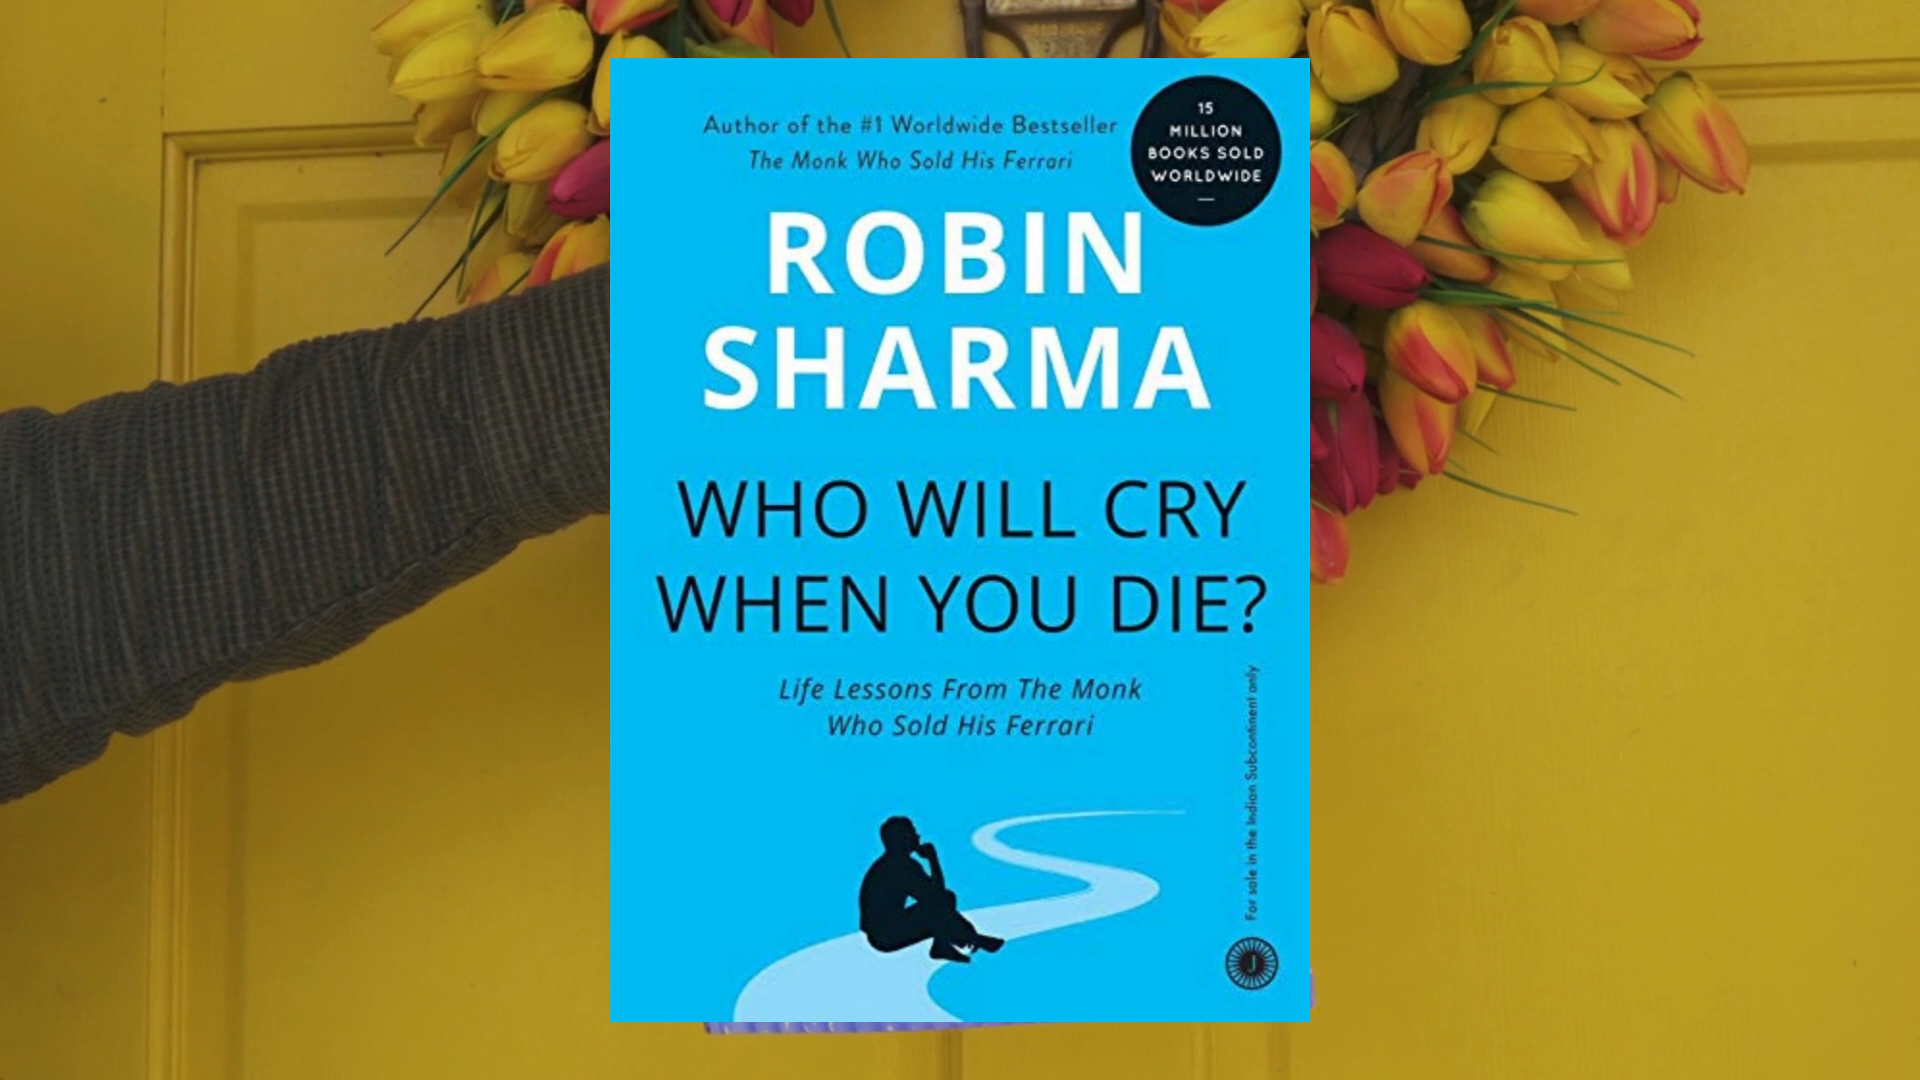 Author of the #1 Worldwide Bestseller
The Monk Who Sold His Ferrari
15
MILLION
BOOKS SOLD
WORLDWIDE
ROBIN
SHARMA
WHO WILL CRY
WHEN YOU DIE?
Life Lessons From The Monk
Who Sold His Ferrari
For sale in the Indian Subcontinent only
J